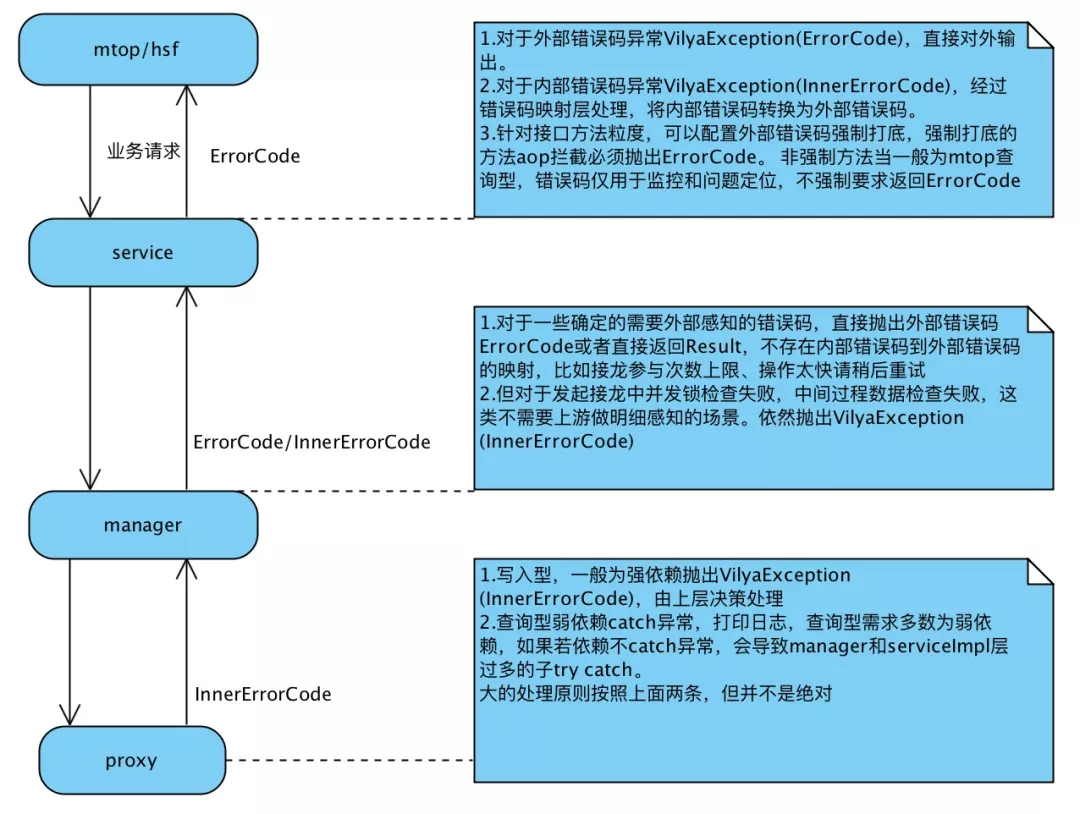 mtop/hsf
业务请求
ErrorCode
1.对于外部错误码异常VilyaException(ErrorCode)，直接对外输
出。
2.对于内部错误码异常VilyaException(InnerErrorCode)，经过
错误码映射层处理，将内部错误码转换为外部错误码。
3.针对接口方法粒度，可以配置外部错误码强制打底，强制打底的
方法aop拦截必须抛出ErrorCode。 非强制方法当一般为mtop查
询型，错误码仅用于监控和问题定位，不强制要求返回ErrorCode
service
ErrorCode/InnerErrorCode
1.对于一些确定的需要外部感知的错误码，直接抛出外部错误码
ErrorCode或者直接返回Result，不存在内部错误码到外部错误码
的映射，比如接龙参与次数上限、操作太快请稍后重试
2.但对于发起接龙中并发锁检查失败，中间过程数据检查失败，这
类不需要上游做明细感知的场景。依然抛出VilyaException
(InnerErrorCode)
manager
InnerErrorCode
1.写入型，一般为强依赖抛出VilyaException
(InnerErrorCode)，由上层决策处理
2.查询型弱依赖catch异常，打印日志，查询型需求多数为弱依
赖，如果若依赖不catch异常，会导致manager和serviceImpl层
过多的子try catch。
大的处理原则按照上面两条，但并不是绝对
proxy